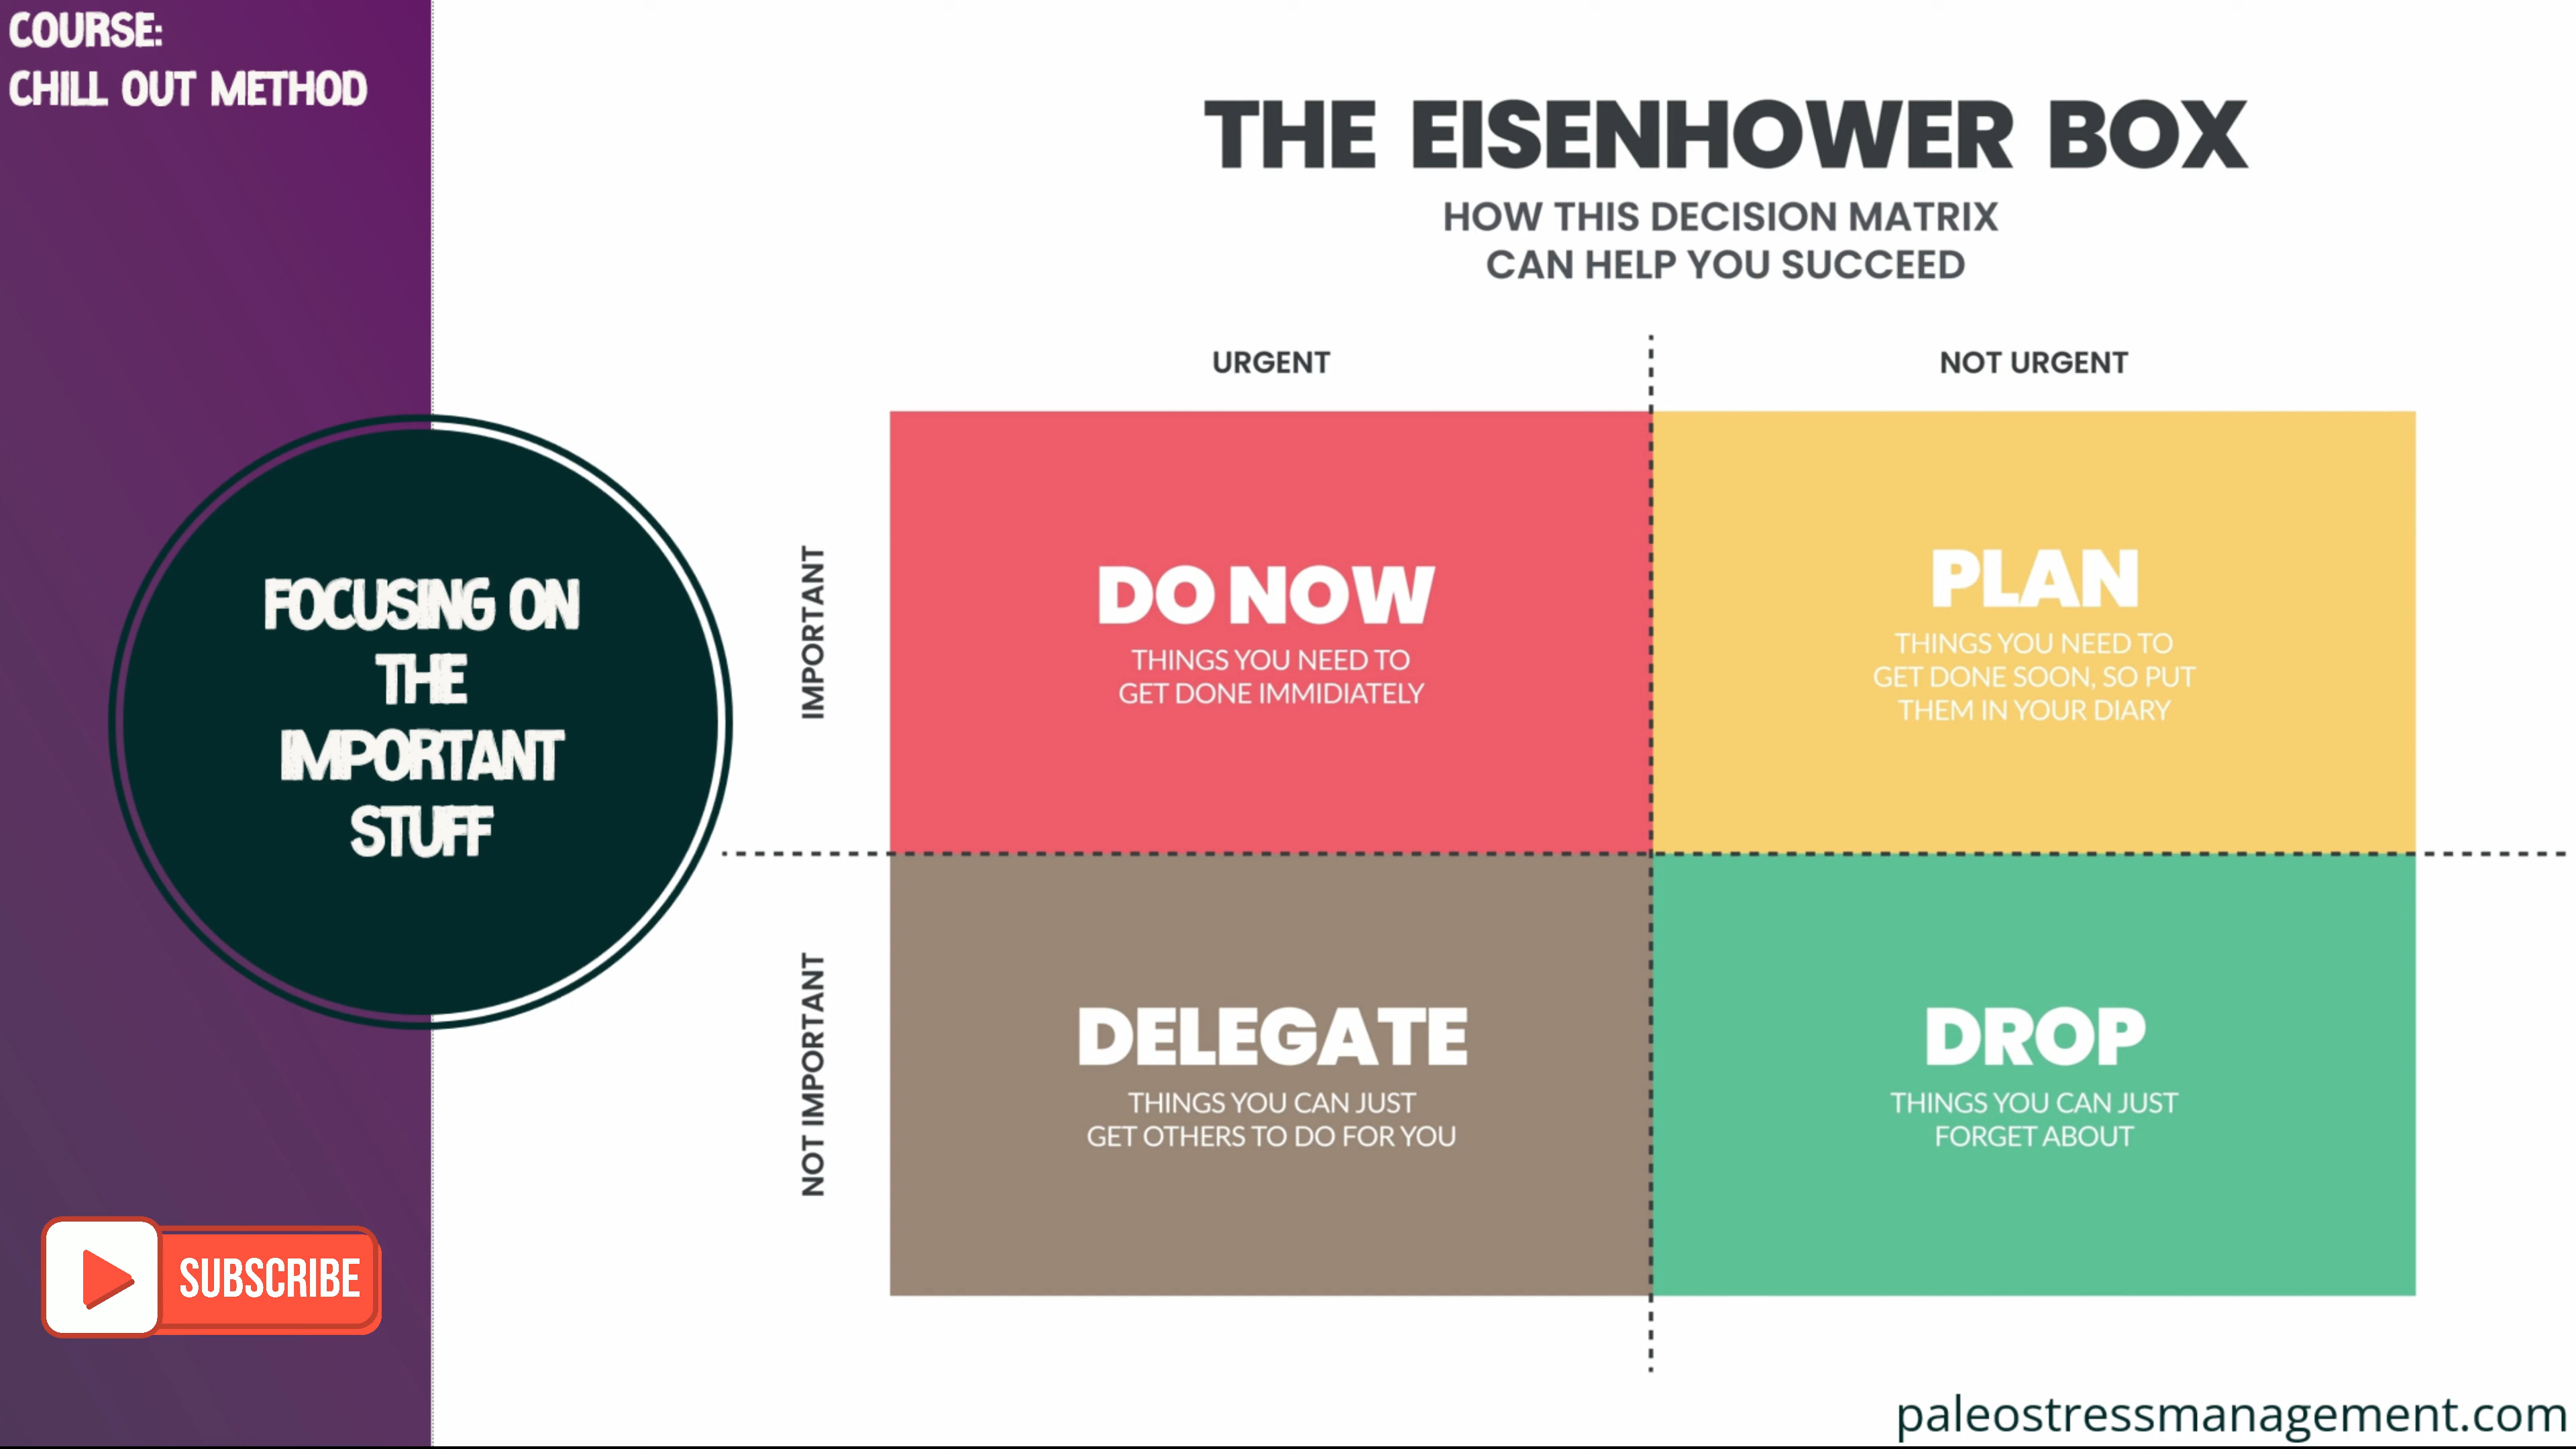 COURSE:
CHILL OUT METHOD
THE EISENHOWER BOX
HOW THIS DECISION MATRIX
CAN HELP YOU SUCCEED
URGENT
NOT URGENT
FOCUSING ON
THE
IMPORTANT
STUFF
IMPORTANT
DO NOW
THINGS YOU NEED TO
GET DONE IMMIDIATELY
PLAN
THINGS YOU NEED TO
GET DONE SOON, SO PUT
THEM IN YOUR DIARY
NOT IMPORTANT
DELEGATE
THINGS YOU CAN JUST
GET OTHERS TO DO FOR YOU
DROP
THINGS YOU CAN JUST
FORGET ABOUT
SUBSCRIBE
paleostressmanagement.com